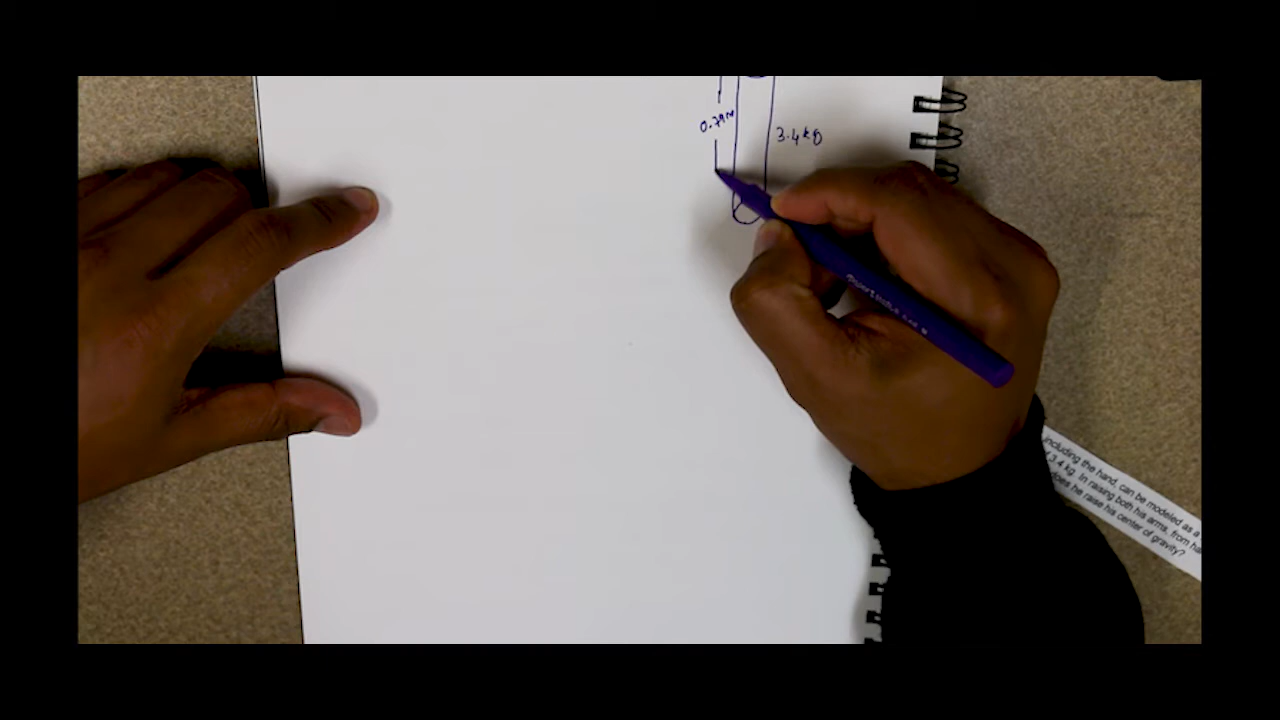 0.79m
3.4kg
including the hand, can be modeled as a
3.4 kg. In raising both his arms, from ha
does he raise his center of gravity?